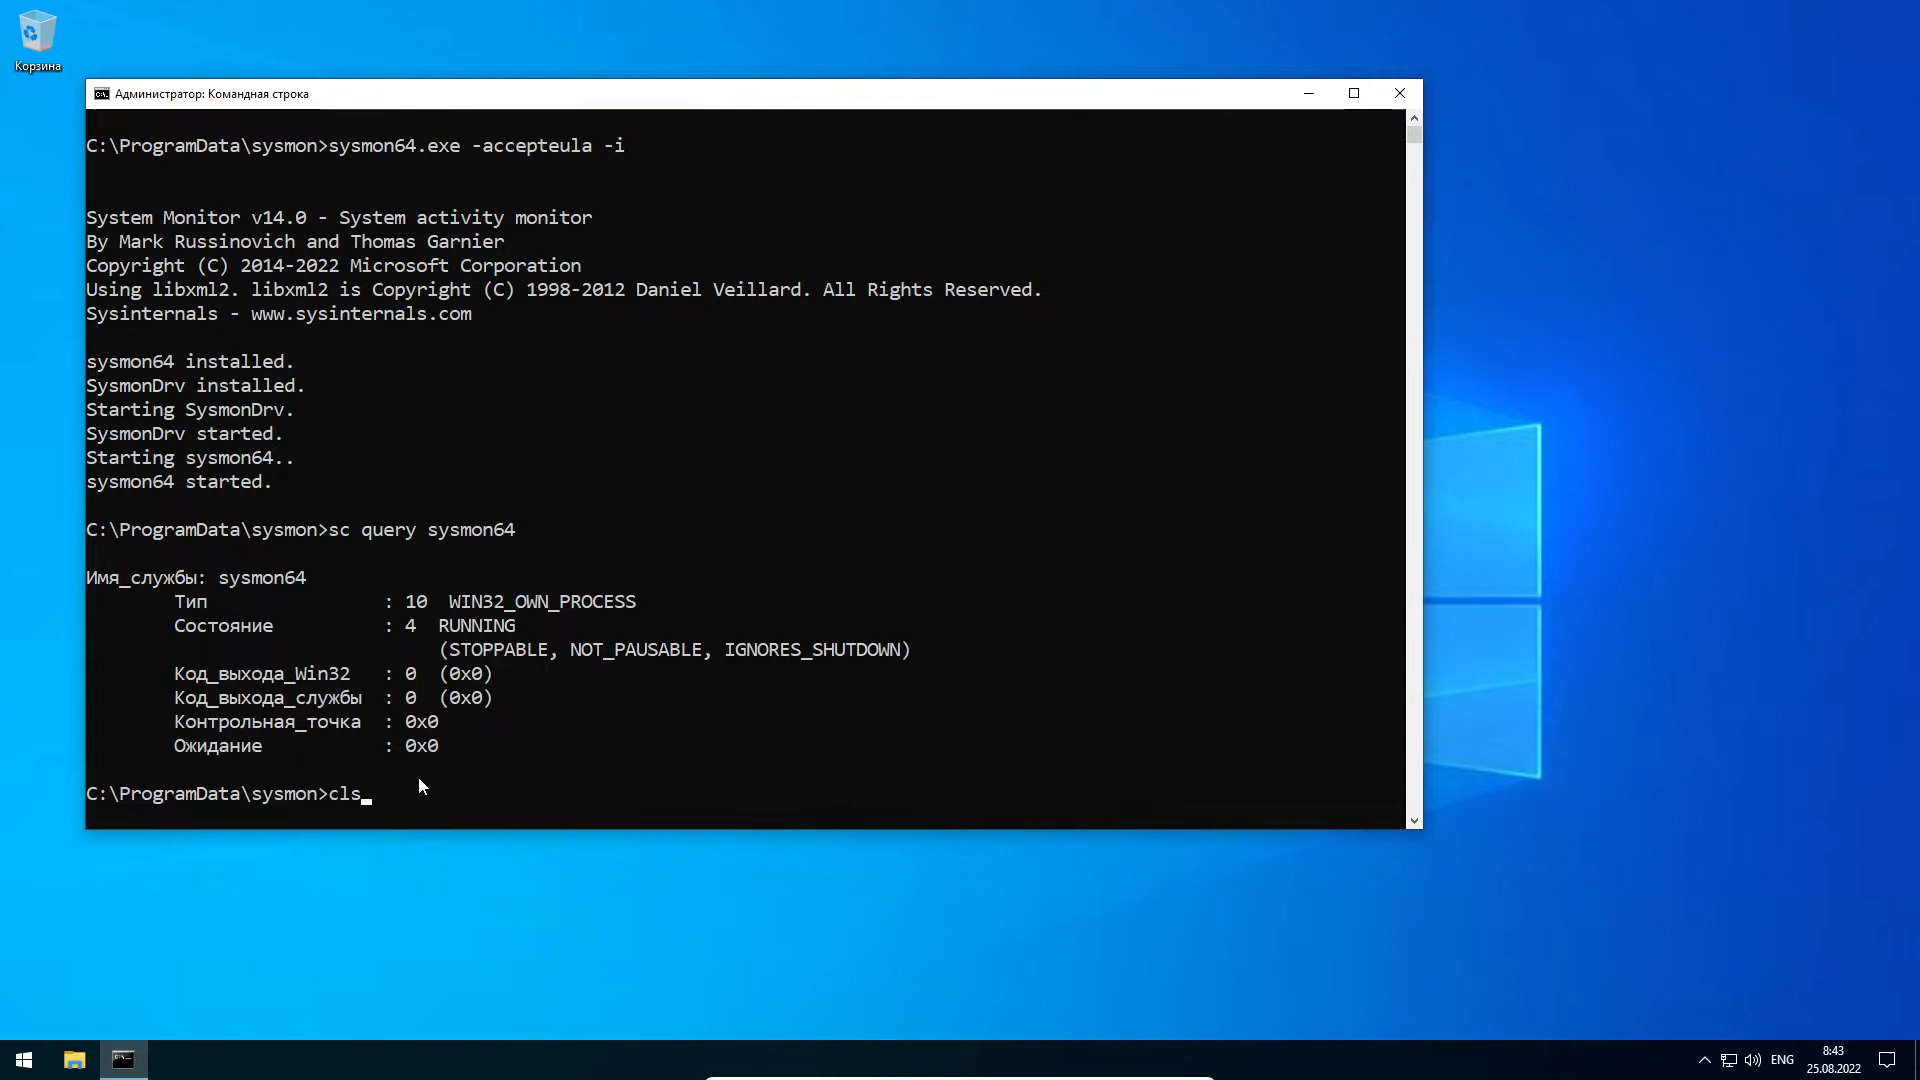 Корзина
Администратор: Командная строка
C:\ProgramData\sysmon>sysmon64.exe -accepteula -i
System Monitor v14.0 - System activity monitor
By Mark Russinovich and Thomas Garnier
Copyright (C) 2014-2022 Microsoft Corporation
Using libxml2. libxml2 is Copyright (C) 1998-2012 Daniel Veillard. All Rights Reserved.
Sysinternals - www.sysinternals.com
sysmon64 installed.
SysmonDrv installed.
Starting SysmonDrv.
SysmonDrv started.
Starting sysmon64..
sysmon64 started.
C:\ProgramData\sysmon>sc query sysmon64
Имя_службы: sysmon64
Тип : 10 WIN32_OWN_PROCESS
Состояние : 4 RUNNING
(STOPPABLE, NOT_PAUSABLE, IGNORES_SHUTDOWN)
Код_выхода_Win32 : 0 (0x0)
Код_выхода_службы : 0 (0x0)
Контрольная_точка : 0x0
Ожидание : 0x0
C:\ProgramData\sysmon>cls_
ENG
8:43
25.08.2022